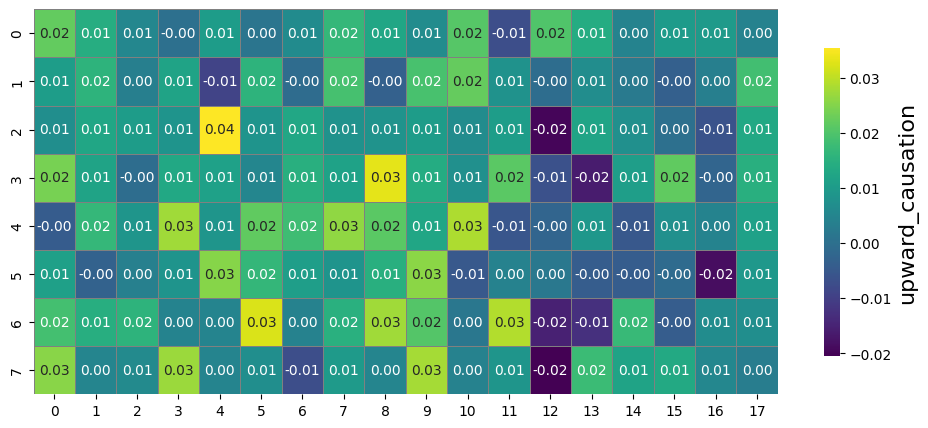 0 0.02 0.01 0.01 -0.00 0.01 0.00 0.01 0.02 0.01 0.01 0.02 -0.01 0.02 0.01 0.00 0.01 0.01 0.00
1 0.01 0.02 0.00 0.01 -0.01 0.02 -0.00 0.02 -0.00 0.02 0.02 0.01 -0.00 0.01 0.01 -0.00 0.00 0.02
2 0.01 0.01 0.01 0.01 0.04 0.01 0.01 0.01 0.01 0.01 0.01 0.01 -0.02 0.01 0.01 0.00 -0.01 0.01
3 0.02 0.01 -0.00 0.01 0.01 0.01 0.01 0.01 0.03 0.01 0.01 0.02 -0.01 -0.02 0.01 0.02 -0.00 0.01
4 -0.00 0.02 0.01 0.03 0.01 0.02 0.02 0.03 0.02 0.01 0.03 -0.01 -0.00 0.01 -0.01 0.01 0.00 0.01
5 0.01 -0.00 0.00 0.01 0.03 0.02 0.01 0.01 0.01 0.03 -0.01 0.00 0.00 -0.00 -0.00 -0.00 -0.02 0.01
6 0.02 0.01 0.02 0.00 0.00 0.03 0.00 0.02 0.03 0.02 0.00 0.03 -0.02 -0.01 0.02 -0.00 0.01 0.01
7 0.03 0.00 0.01 0.03 0.00 0.01 -0.01 0.01 0.00 0.03 0.00 0.01 -0.02 0.02 0.01 0.01 0.01 0.00
0 1 2 3 4 5 6 7 8 9 10 11 12 13 14 15 16 17
0.03
0.02
0.01
0.00
−0.01
−0.02
upward_causation